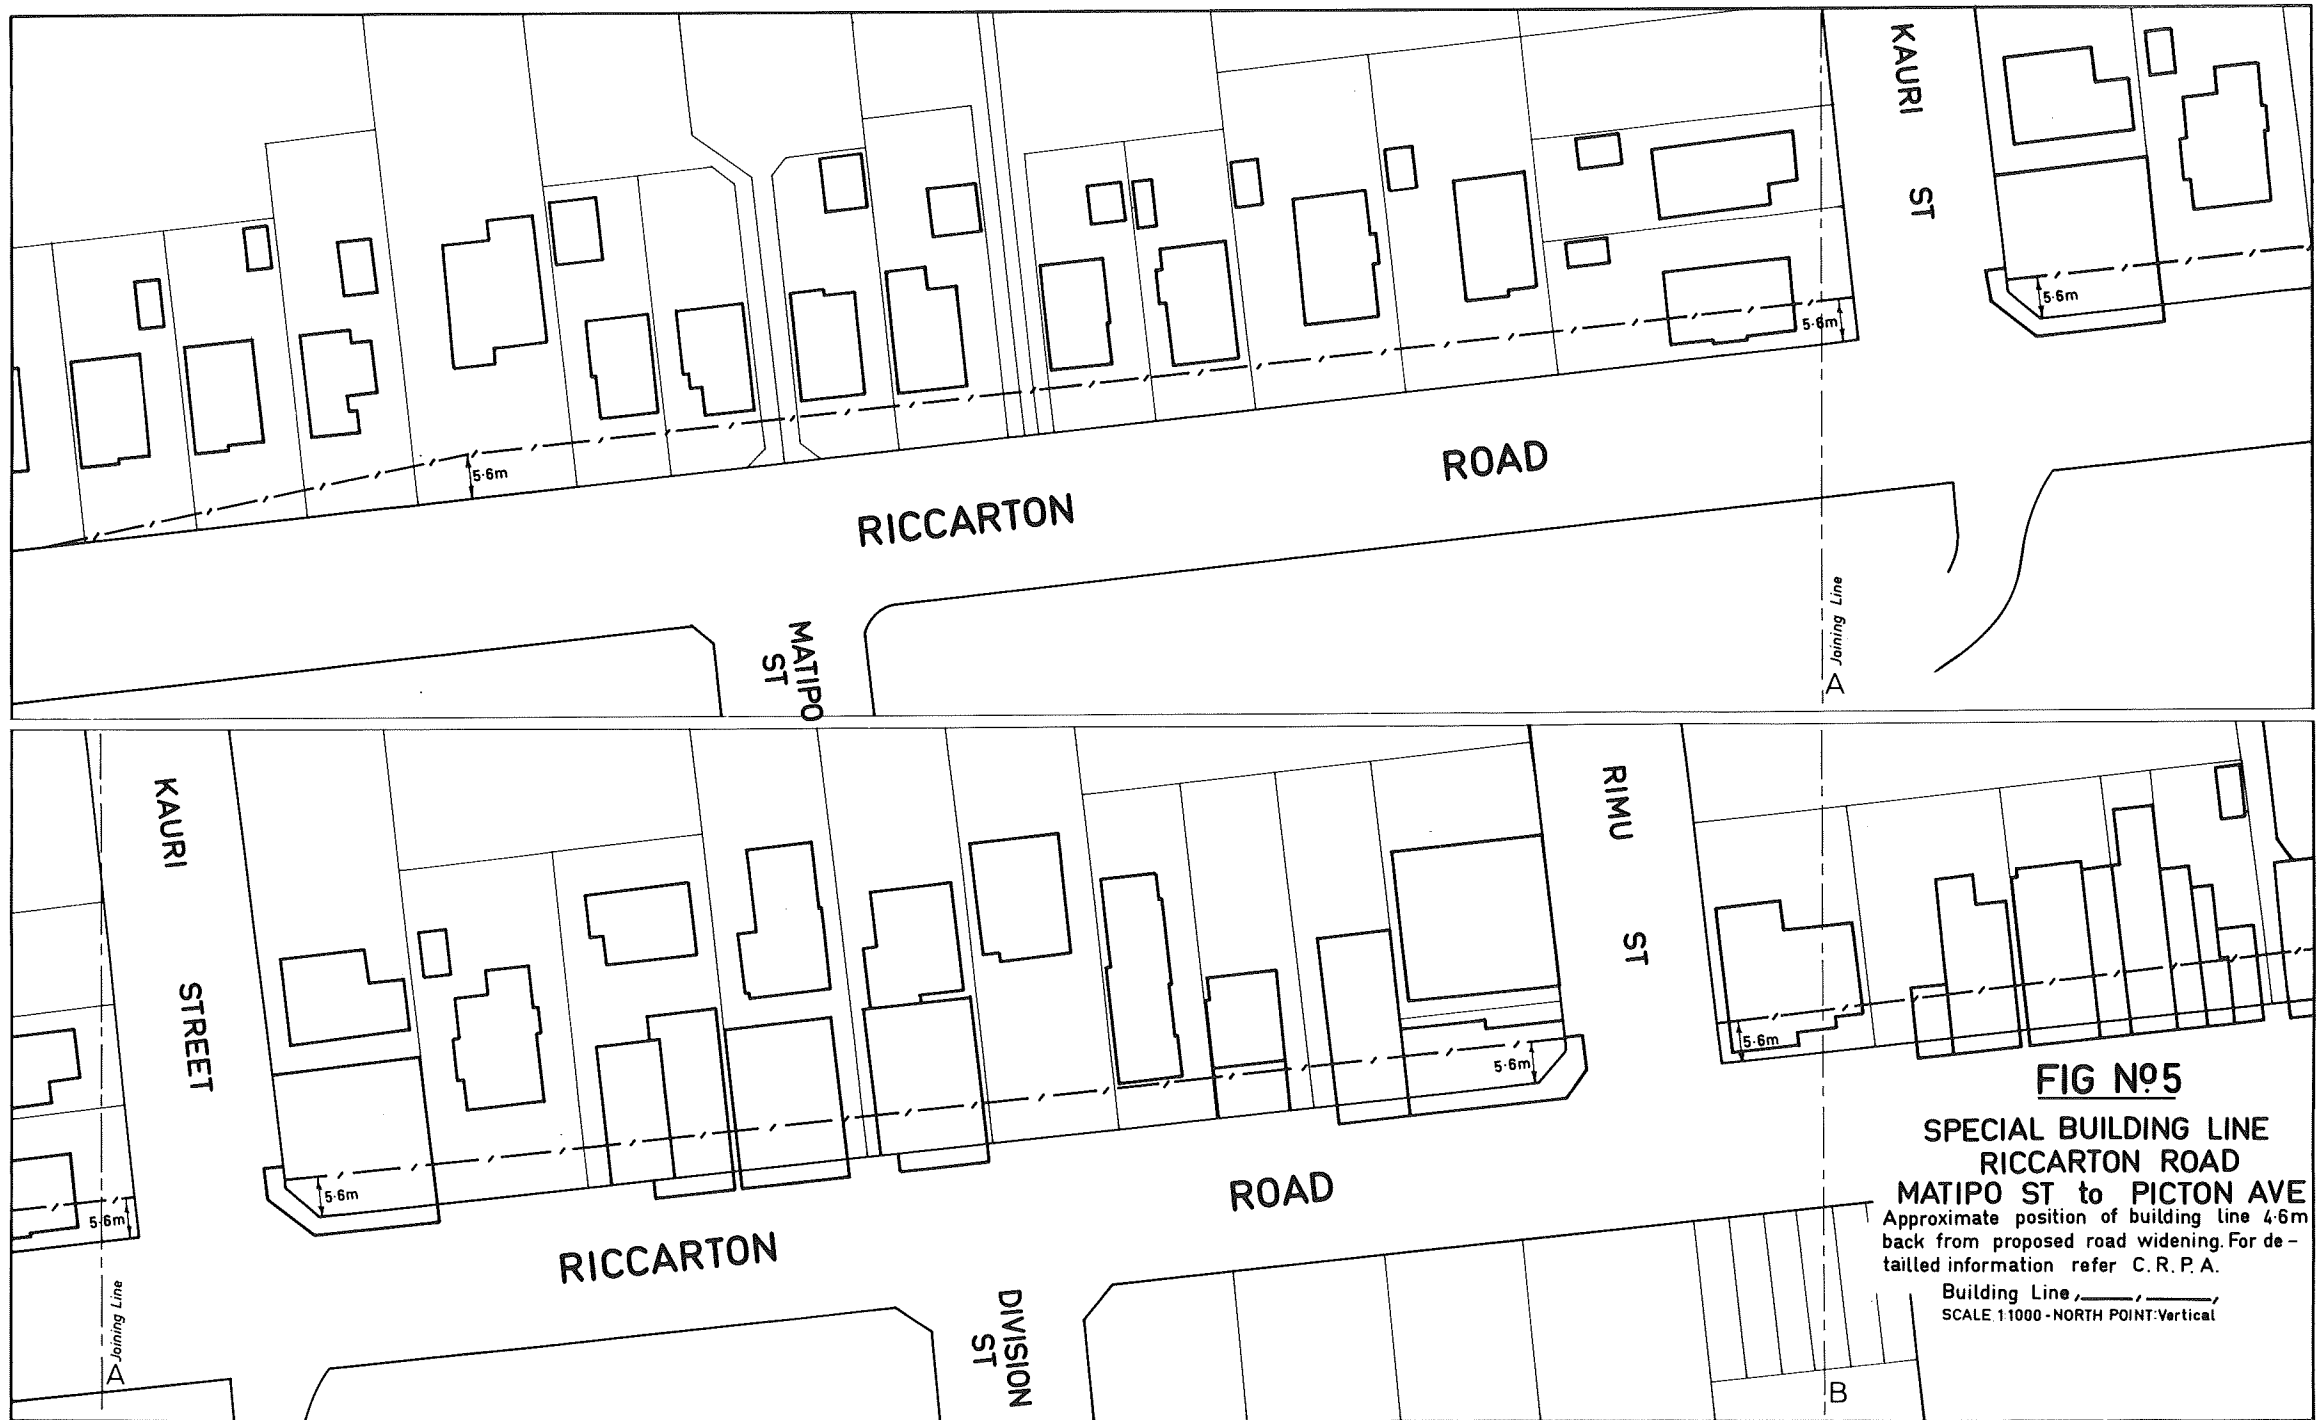 KAURI
ST
5·6m
5·6m
5·6m
ROAD
RICCARTON
MATIPO
ST
Joining Line
A
KAURI
STREET
RIMU
ST
5·6m
5·6m
5·6m
5·6m
ROAD
RICCARTON
DIVISION
ST
Joining Line
A
B
FIG Nº5
SPECIAL BUILDING LINE
RICCARTON ROAD
MATIPO ST to PICTON AVE
Approximate position of building line 4·6m
back from proposed road widening. For de-
tailled information refer C.R.P.A.
Building Line
SCALE 1:1000 - NORTH POINT: Vertical